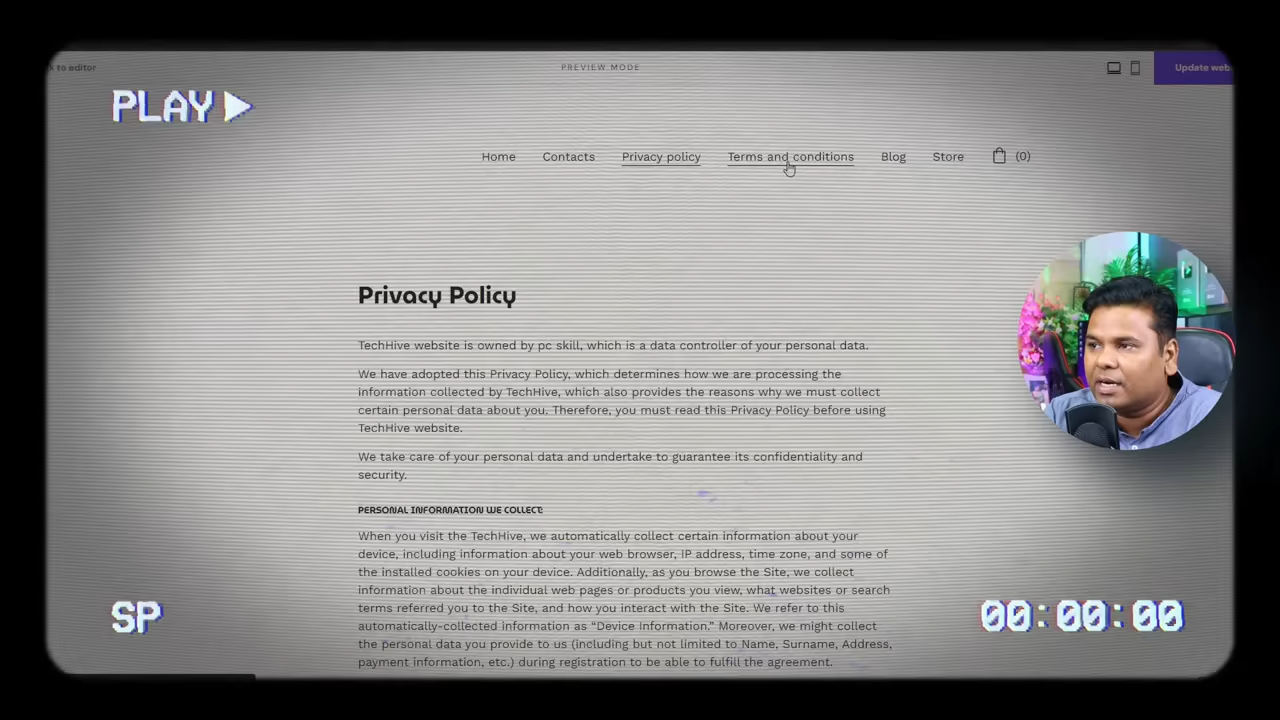 to editor
PREVIEW MODE
Update web
PLAY
Home Contacts Privacy policy Terms and conditions Blog Store (0)
Privacy Policy
TechHive website is owned by pc skill, which is a data controller of your personal data.
We have adopted this Privacy Policy, which determines how we are processing the
information collected by TechHive, which also provides the reasons why we must collect
certain personal data about you. Therefore, you must read this Privacy Policy before using
TechHive website.
We take care of your personal data and undertake to guarantee its confidentiality and
security.
PERSONAL INFORMATION WE COLLECT:
When you visit the TechHive, we automatically collect certain information about your
device, including information about your web browser, IP address, time zone, and some of
the installed cookies on your device. Additionally, as you browse the Site, we collect
information about the individual web pages or products you view, what websites or search
terms referred you to the Site, and how you interact with the Site. We refer to this
automatically-collected information as “Device Information.” Moreover, we might collect
the personal data you provide to us (including but not limited to Name, Surname, Address,
payment information, etc.) during registration to be able to fulfill the agreement.
SP
00:00:00